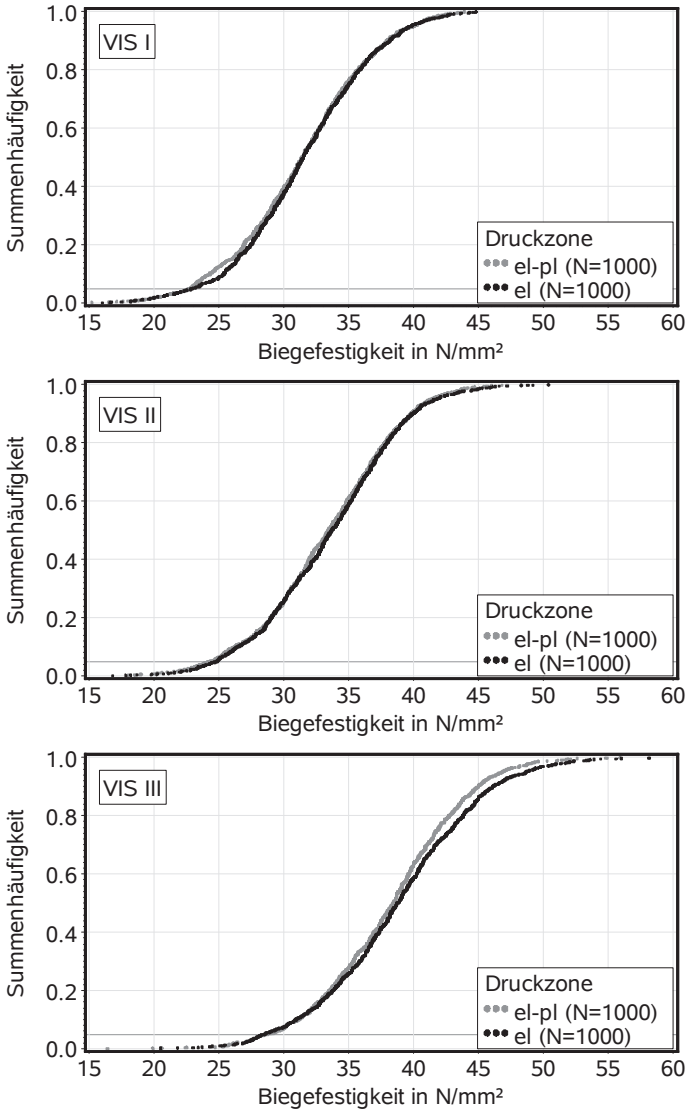 1.0
VIS I
0.8
0.6
0.4
0.2
0.0
Summenhäufigkeit
Druckzone
el-pl (N=1000)
el (N=1000)
15 20 25 30 35 40 45 50 55 60
Biegefestigkeit in N/mm²
1.0
VIS II
0.8
0.6
0.4
0.2
0.0
Summenhäufigkeit
Druckzone
el-pl (N=1000)
el (N=1000)
15 20 25 30 35 40 45 50 55 60
Biegefestigkeit in N/mm²
1.0
VIS III
0.8
0.6
0.4
0.2
0.0
Summenhäufigkeit
Druckzone
el-pl (N=1000)
el (N=1000)
15 20 25 30 35 40 45 50 55 60
Biegefestigkeit in N/mm²